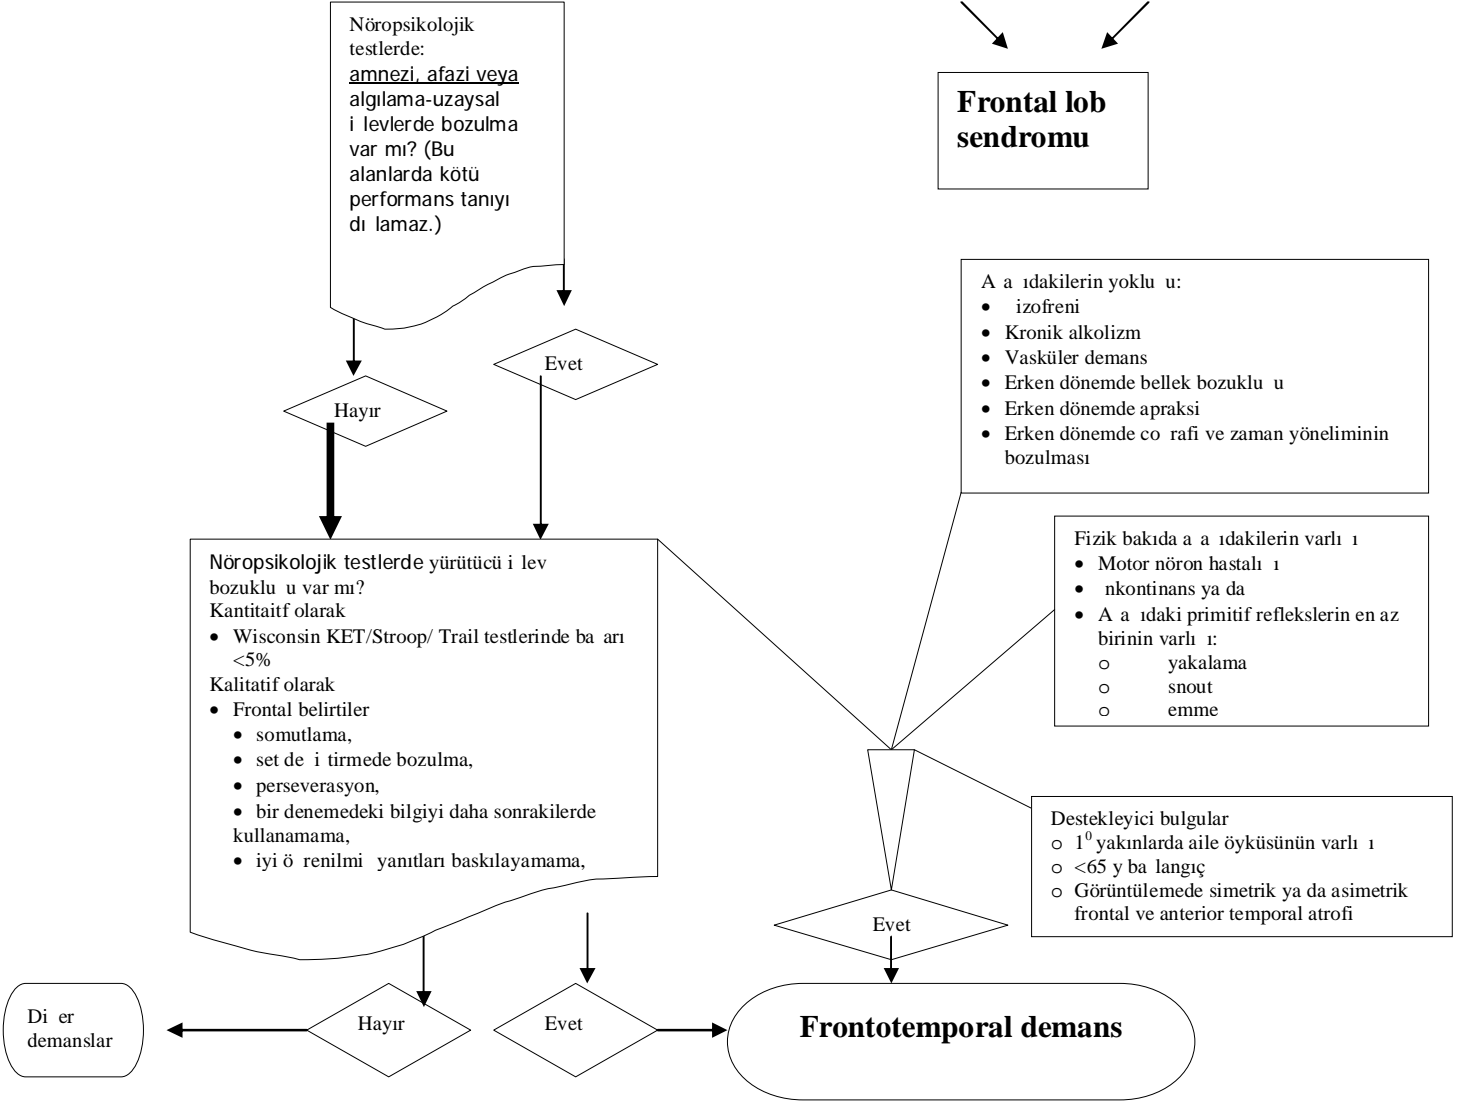 Nöropsikolojik
testlerde:
amnezi, afazi veya
algılama-uzaysal
i levlerde bozulma
var mı? (Bu
alanlarda kötü
performans tanıyı
dı lamaz.)
Frontal lob
sendromu
Evet
Hayır
A a ıdakilerin yoklu u:
• izofreni
• Kronik alkolizm
• Vasküler demans
• Erken dönemde bellek bozuklu u
• Erken dönemde apraksi
• Erken dönemde co rafi ve zaman yöneliminin
bozulması
Fizik bakıda a a ıdakilerin varlı ı
• Motor nöron hastalı ı
• nkontinans ya da
• A a ıdaki primitif reflekslerin en az
birinin varlı ı:
o yakalama
o snout
o emme
Nöropsikolojik testlerde yürütücü i lev
bozuklu u var mı?
Kantitaitf olarak
• Wisconsin KET/Stroop/ Trail testlerinde ba arı
<5%
Kalitatif olarak
• Frontal belirtiler
• somutlama,
• set de i tirmede bozulma,
• perseverasyon,
• bir denemedeki bilgiyi daha sonrakilerde
kullanamama,
• iyi ö renilmi yanıtları baskılayamama,
Destekleyici bulgular
o 1⁰ yakınlarda aile öyküsünün varlı ı
o <65 y ba langıç
o Görüntülemede simetrik ya da asimetrik
frontal ve anterior temporal atrofi
Evet
Di er
demanslar
Hayır
Evet
Frontotemporal demans